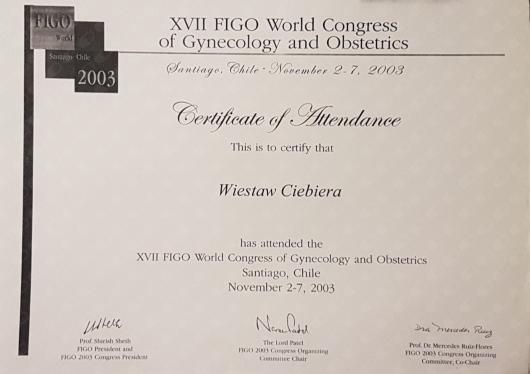 FIGO
World
Santiago Chile
2003
XVII FIGO World Congress
of Gynecology and Obstetrics
Santiago, Chile - November 2-7, 2003
Certificate of Attendance
This is to certify that
Wiestaw Ciebiera
has attended the
XVII FIGO World Congress of Gynecology and Obstetrics
Santiago, Chile
November 2-7, 2003
Prof. Shirish Sheth
FIGO President and
FIGO 2003 Congress President
The Lord Patel
FIGO 2003 Congress Organizing
Committee Chair
Dra Mercedes Ruiz
Prof. Dr. Mercedes Ruiz-Flores
FIGO 2003 Congress Organizing
Committee, Co-Chair